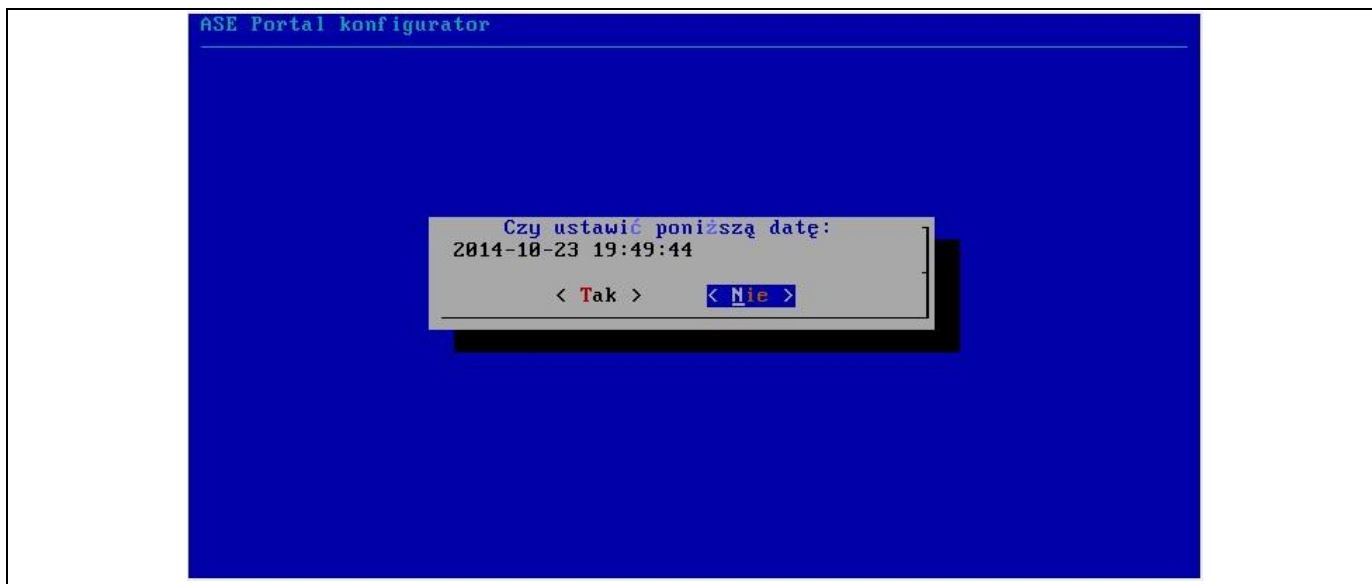 ASE Portal konfigurator
Czy ustawić poniższą datę:
2014-10-23 19:49:44
< Tak > < Nie >